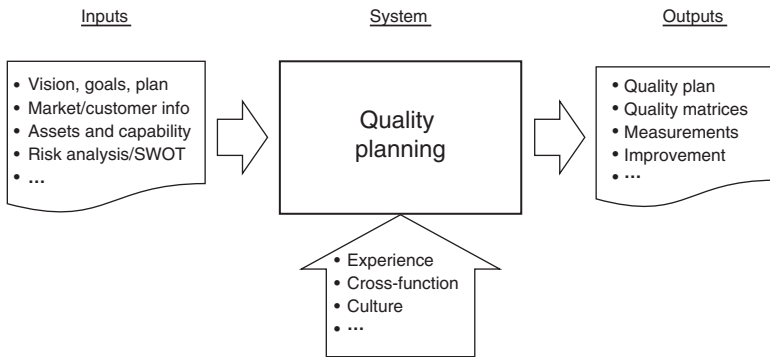 Inputs
System
Outputs
• Vision, goals, plan
• Market/customer info
• Assets and capability
• Risk analysis/SWOT
• ...
Quality
planning
• Quality plan
• Quality matrices
• Measurements
• Improvement
• ...
• Experience
• Cross-function
• Culture
• ...